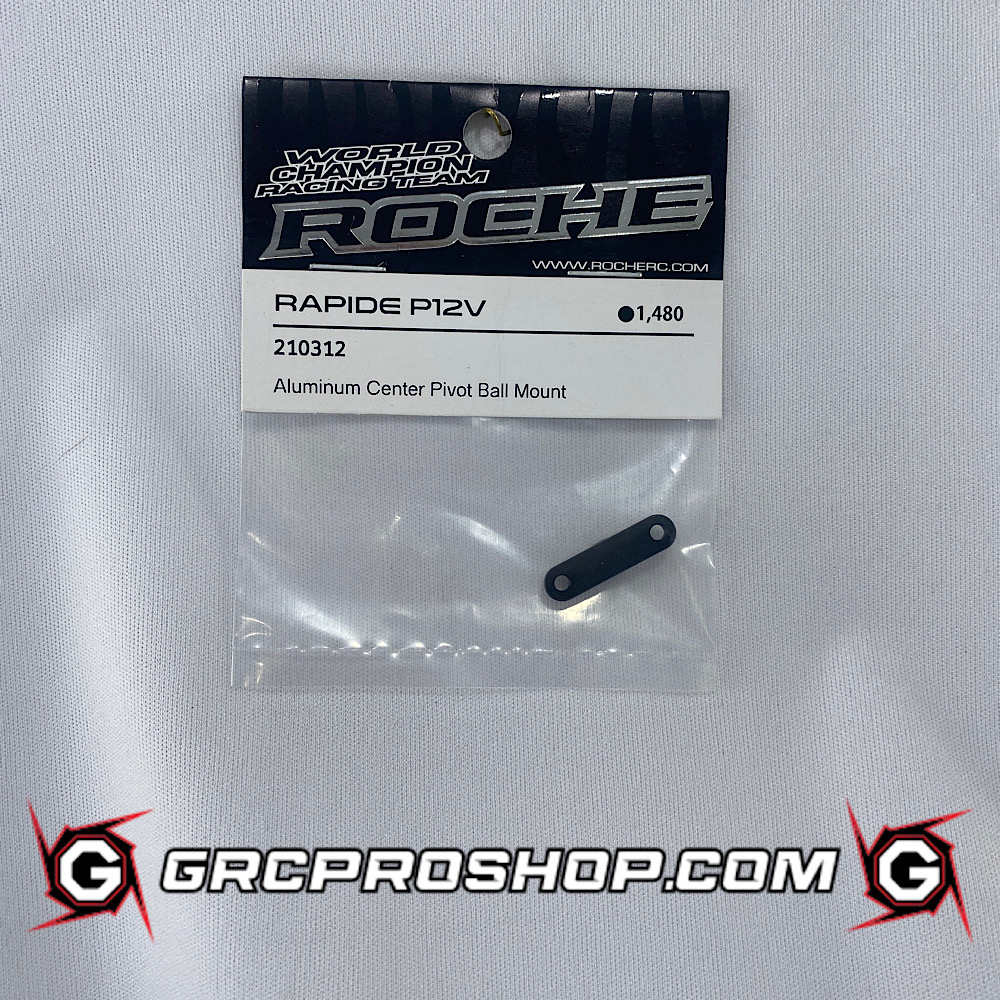 WORLD
CHAMPION
RACING TEAM
ROCHE
WWW.ROCHERC.COM
RAPIDE P12V ●1,480
210312
Aluminum Center Pivot Ball Mount
G GRCPROSHOP.COM G